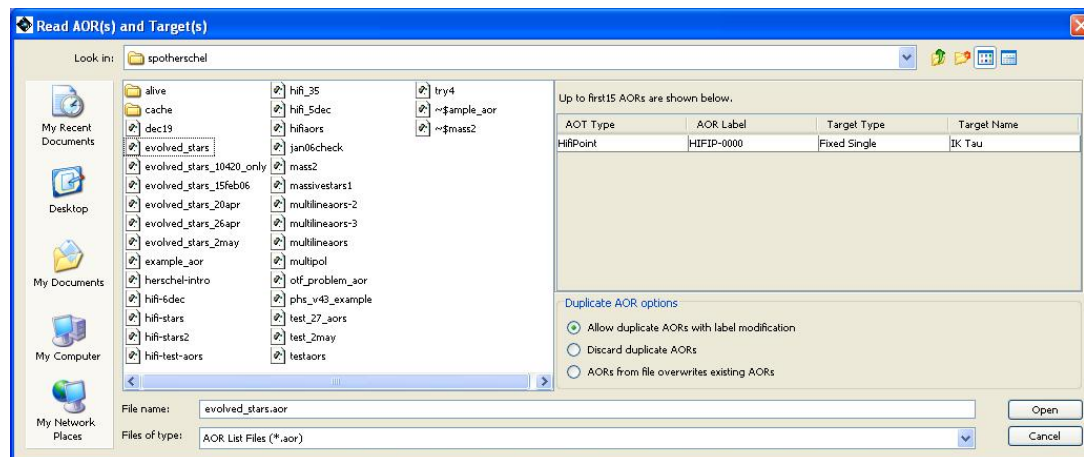 Read AOR(s) and Target(s)
Look in: spotherschel
My Recent Documents
Desktop
My Documents
My Computer
My Network Places
alive
cache
dec19
evolved_stars
evolved_stars_10420_only
evolved_stars_15feb06
evolved_stars_20apr
evolved_stars_26apr
evolved_stars_2may
example_aor
herschel-intro
hifi-6dec
hifi-stars
hifi-stars2
hifi-test-aors
hifi_35
hifi_5dec
hifiaors
jan06check
mass2
massivestars1
multilineaors-2
multilineaors-3
multilineaors
multipol
otf_problem_aor
phs_v43_example
test_27_aors
test_2may
testaors
try4
~$ample_aor
~$mass2
Up to first15 AORs are shown below.
AOT Type AOR Label Target Type Target Name
HifiPoint HIFIP-0000 Fixed Single IK Tau
Duplicate AOR options
Allow duplicate AORs with label modification
Discard duplicate AORs
AORs from file overwrites existing AORs
File name: evolved_stars.aor
Open
Files of type: AOR List Files (*.aor)
Cancel